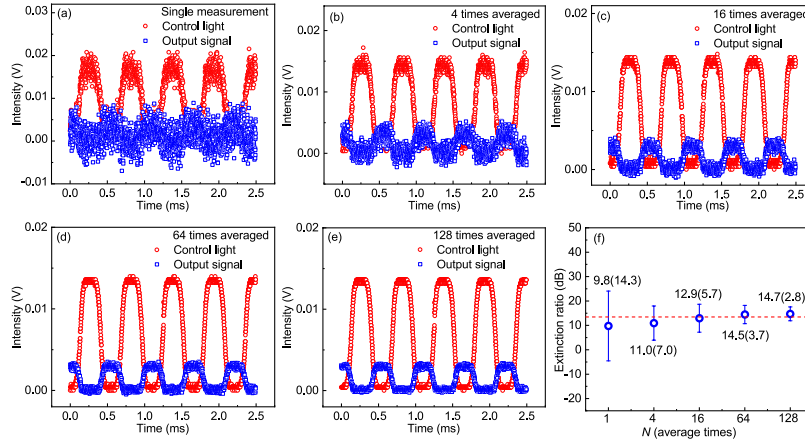 (a) Single measurement
Control light
Output signal
Intensity (V)
0.03
0.02
0.01
0.00
-0.01
0.0 0.5 1.0 1.5 2.0 2.5
Time (ms)
(b) 4 times averaged
Control light
Output signal
Intensity (V)
0.02
0.01
0.00
0.0 0.5 1.0 1.5 2.0 2.5
Time (ms)
(c) 16 times averaged
Control light
Output signal
Intensity (V)
0.02
0.01
0.00
0.0 0.5 1.0 1.5 2.0 2.5
Time (ms)
(d) 64 times averaged
Control light
Output signal
Intensity (V)
0.02
0.01
0.00
0.0 0.5 1.0 1.5 2.0 2.5
Time (ms)
(e) 128 times averaged
Control light
Output signal
Intensity (V)
0.02
0.01
0.00
0.0 0.5 1.0 1.5 2.0 2.5
Time (ms)
(f)
Extinction ratio (dB)
50
40
30
20
10
0
-10
-20
9.8(14.3)
11.0(7.0)
12.9(5.7)
14.5(3.7)
14.7(2.8)
1 4 16 64 128
N (average times)